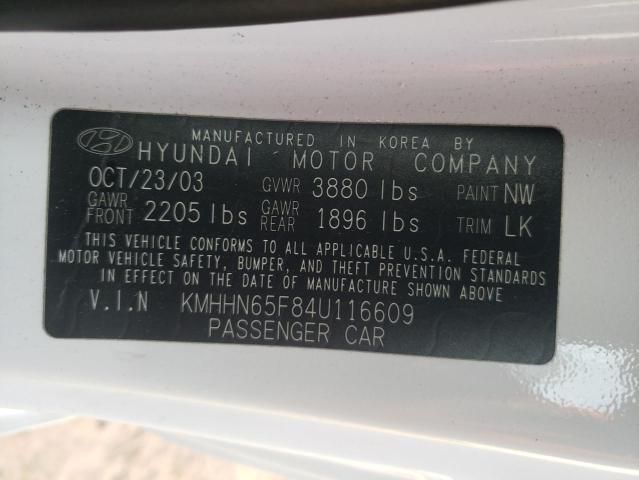 MANUFACTURED IN KOREA BY
HYUNDAI MOTOR COMPANY
OCT/23/03 GVWR 3880 lbs PAINT NW
GAWR FRONT 2205 lbs GAWR REAR 1896 lbs TRIM LK
THIS VEHICLE CONFORMS TO ALL APPLICABLE U.S.A. FEDERAL
MOTOR VEHICLE SAFETY, BUMPER, AND THEFT PREVENTION STANDARDS
IN EFFECT ON THE DATE OF MANUFACTURE SHOWN ABOVE
V.I.N KMHHN65F84U116609
PASSENGER CAR